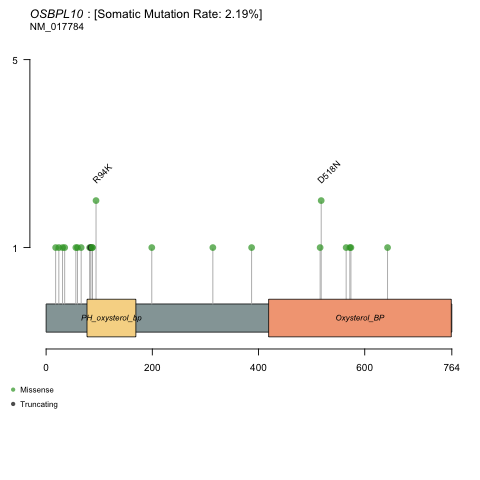 OSBPL10 : [Somatic Mutation Rate: 2.19%]
NM_017784
5
R94K
D518N
1
PH_oxysterol_bp
Oxysterol_BP
0 200 400 600 764
Missense
Truncating